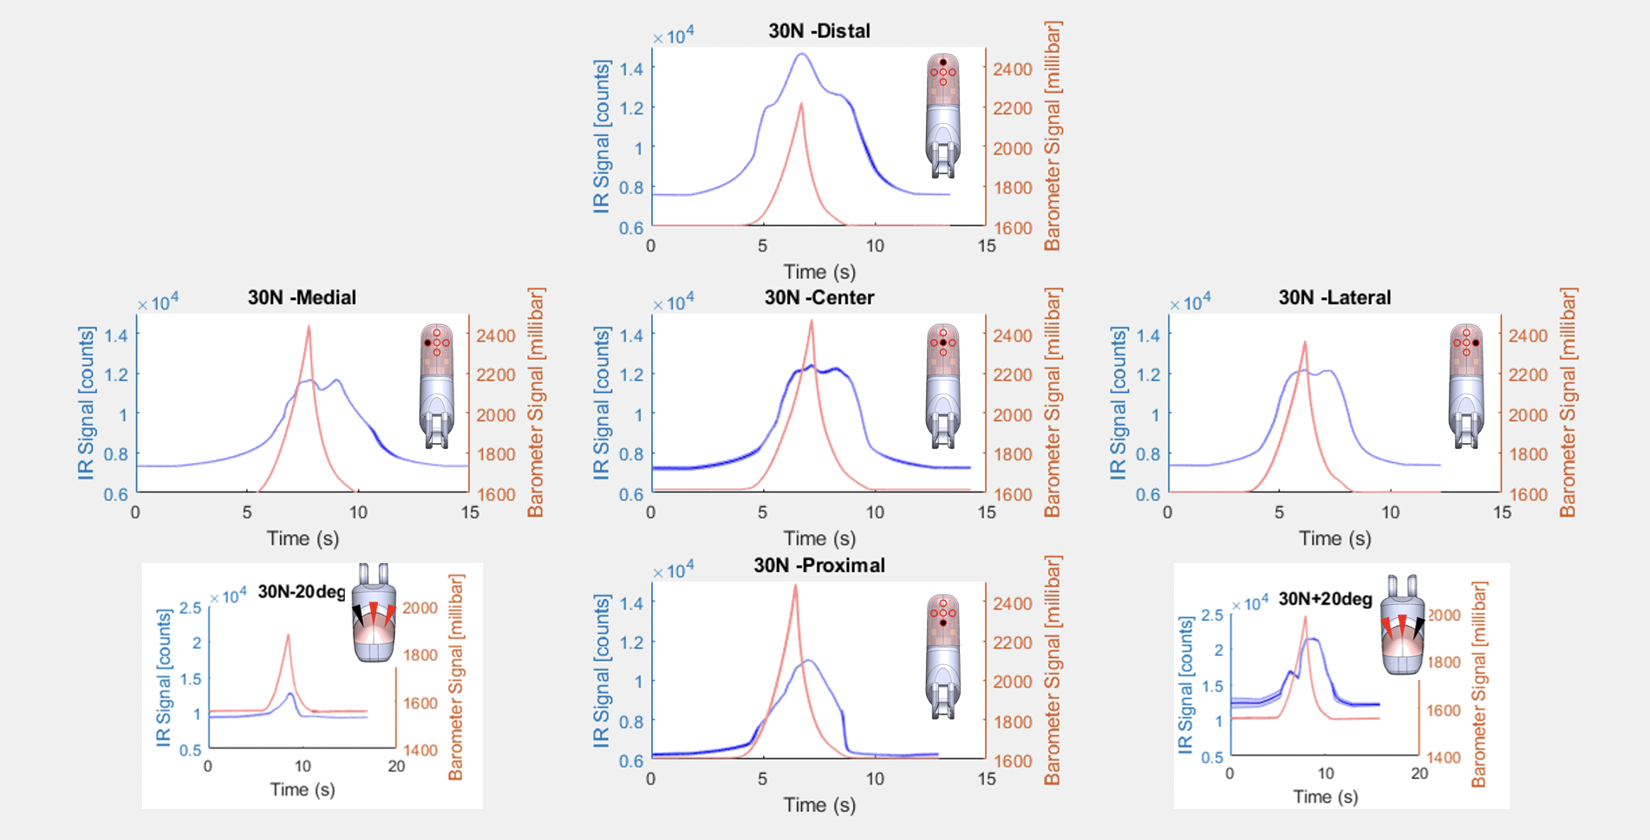 30N -Distal
×10⁴
1.4
1.2
1
0.8
0.6
IR Signal [counts]
2400
2200
2000
1800
1600
Barometer Signal [millibar]
0 5 10 15
Time (s)
30N -Medial
×10⁴
1.4
1.2
1
0.8
0.6
IR Signal [counts]
2400
2200
2000
1800
1600
Barometer Signal [millibar]
0 5 10 15
Time (s)
30N -Center
×10⁴
1.4
1.2
1
0.8
0.6
IR Signal [counts]
2400
2200
2000
1800
1600
Barometer Signal [millibar]
0 5 10 15
Time (s)
30N -Lateral
×10⁴
1.4
1.2
1
0.8
0.6
IR Signal [counts]
2400
2200
2000
1800
1600
Barometer Signal [millibar]
0 5 10 15
Time (s)
30N-20deg
×10⁴
2.5
2
1.5
1
0.5
IR Signal [counts]
2000
1800
1600
1400
Barometer Signal [millibar]
0 10 20
Time (s)
30N -Proximal
×10⁴
1.4
1.2
1
0.8
0.6
IR Signal [counts]
2400
2200
2000
1800
1600
Barometer Signal [millibar]
0 5 10 15
Time (s)
30N+20deg
×10⁴
2.5
2
1.5
1
0.5
IR Signal [counts]
2000
1800
1600
1400
Barometer Signal [millibar]
0 10 20
Time (s)